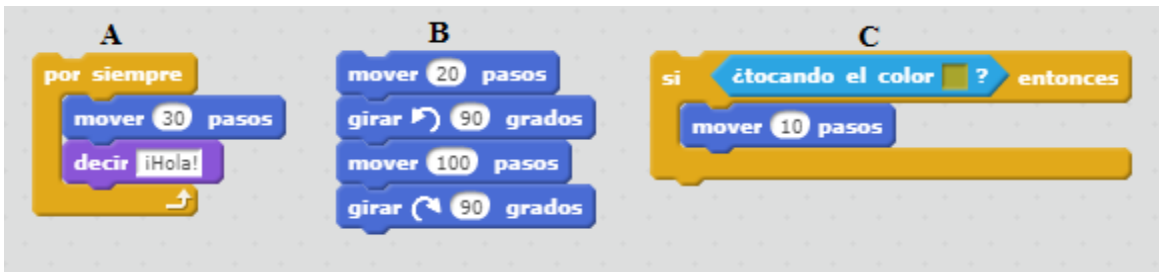 A
por siempre
mover 30 pasos
decir ¡Hola!
B
mover 20 pasos
girar 90 grados
mover 100 pasos
girar 90 grados
C
si ¿tocando el color ? entonces
mover 10 pasos